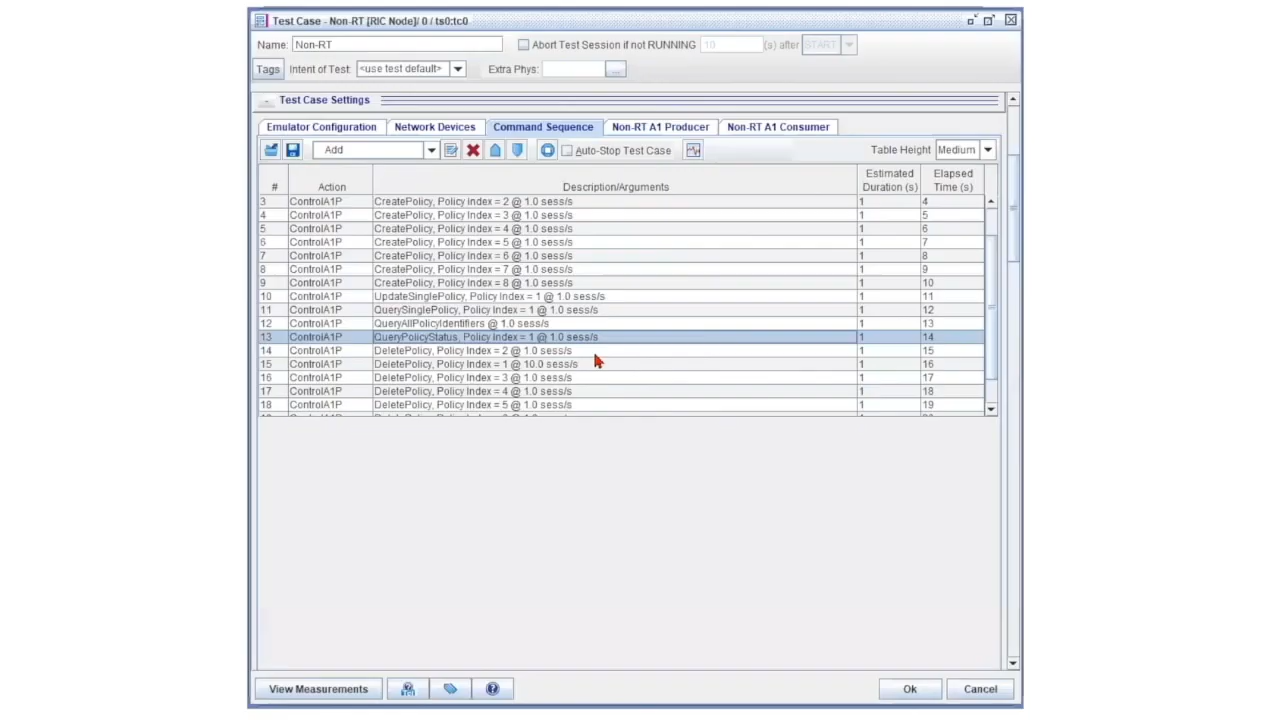 Test Case - Non-RT [RIC Node]/ 0 / ts0:tc0
Name: Non-RT Abort Test Session if not RUNNING 10 (s) after START
Tags Intent of Test: <use test default> Extra Phys: ...
- Test Case Settings
Emulator Configuration Network Devices Command Sequence Non-RT A1 Producer Non-RT A1 Consumer
Add Auto-Stop Test Case Table Height Medium
# Action Description/Arguments Estimated Duration (s) Elapsed Time (s)
3 ControlA1P CreatePolicy, Policy Index = 2 @ 1.0 sess/s 1 4
4 ControlA1P CreatePolicy, Policy Index = 3 @ 1.0 sess/s 1 5
5 ControlA1P CreatePolicy, Policy Index = 4 @ 1.0 sess/s 1 6
6 ControlA1P CreatePolicy, Policy Index = 5 @ 1.0 sess/s 1 7
7 ControlA1P CreatePolicy, Policy Index = 6 @ 1.0 sess/s 1 8
8 ControlA1P CreatePolicy, Policy Index = 7 @ 1.0 sess/s 1 9
9 ControlA1P CreatePolicy, Policy Index = 8 @ 1.0 sess/s 1 10
10 ControlA1P UpdateSinglePolicy, Policy Index = 1 @ 1.0 sess/s 1 11
11 ControlA1P QuerySinglePolicy, Policy Index = 1 @ 1.0 sess/s 1 12
12 ControlA1P QueryAllPolicyIdentifiers @ 1.0 sess/s 1 13
13 ControlA1P QueryPolicyStatus, Policy Index = 1 @ 1.0 sess/s 1 14
14 ControlA1P DeletePolicy, Policy Index = 2 @ 1.0 sess/s 1 15
15 ControlA1P DeletePolicy, Policy Index = 1 @ 10.0 sess/s 1 16
16 ControlA1P DeletePolicy, Policy Index = 3 @ 1.0 sess/s 1 17
17 ControlA1P DeletePolicy, Policy Index = 4 @ 1.0 sess/s 1 18
18 ControlA1P DeletePolicy, Policy Index = 5 @ 1.0 sess/s 1 19
View Measurements Ok Cancel